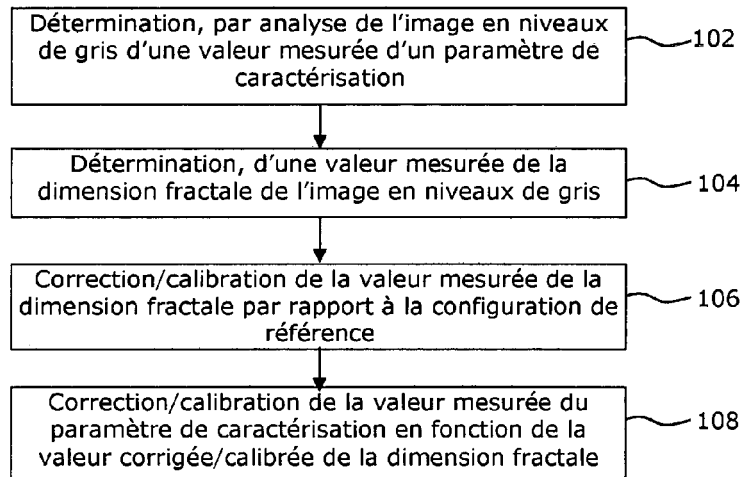 Détermination, par analyse de l'image en niveaux
de gris d'une valeur mesurée d'un paramètre de
caractérisation
102
Détermination, d'une valeur mesurée de la
dimension fractale de l'image en niveaux de gris
104
Correction/calibration de la valeur mesurée de la
dimension fractale par rapport à la configuration de
référence
106
Correction/calibration de la valeur mesurée du
paramètre de caractérisation en fonction de la
valeur corrigée/calibrée de la dimension fractale
108